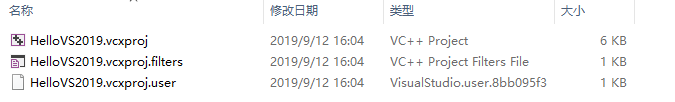 名称 修改日期 类型 大小
HelloVS2019.vcxproj 2019/9/12 16:04 VC++ Project 6 KB
HelloVS2019.vcxproj.filters 2019/9/12 16:04 VC++ Project Filters File 1 KB
HelloVS2019.vcxproj.user 2019/9/12 16:04 VisualStudio.user.8bb095f3 1 KB